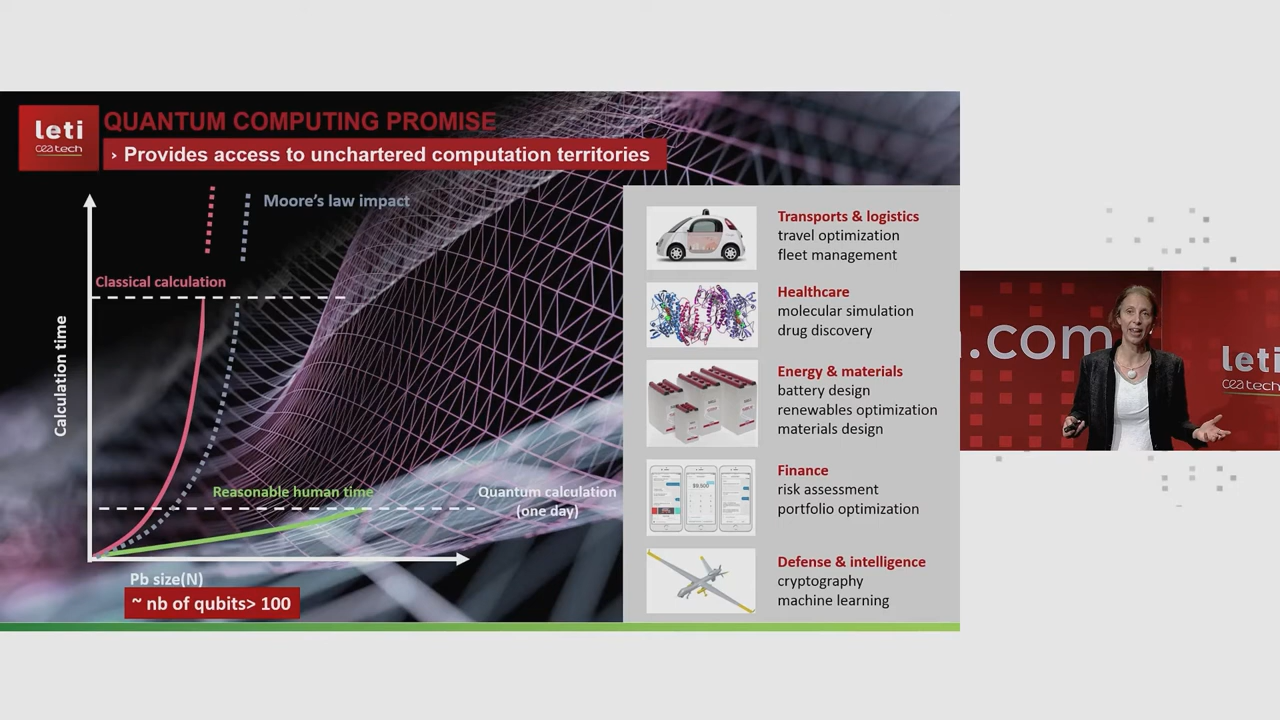 leti
cea tech
QUANTUM COMPUTING PROMISE
› Provides access to unchartered computation territories
Moore's law impact
Classical calculation
Calculation time
Reasonable human time
Quantum calculation
(one day)
Pb size(N)
~ nb of qubits> 100
Transports & logistics
travel optimization
fleet management
Healthcare
molecular simulation
drug discovery
Energy & materials
battery design
renewables optimization
materials design
Finance
risk assessment
portfolio optimization
Defense & intelligence
cryptography
machine learning
.com
leti
cea tech